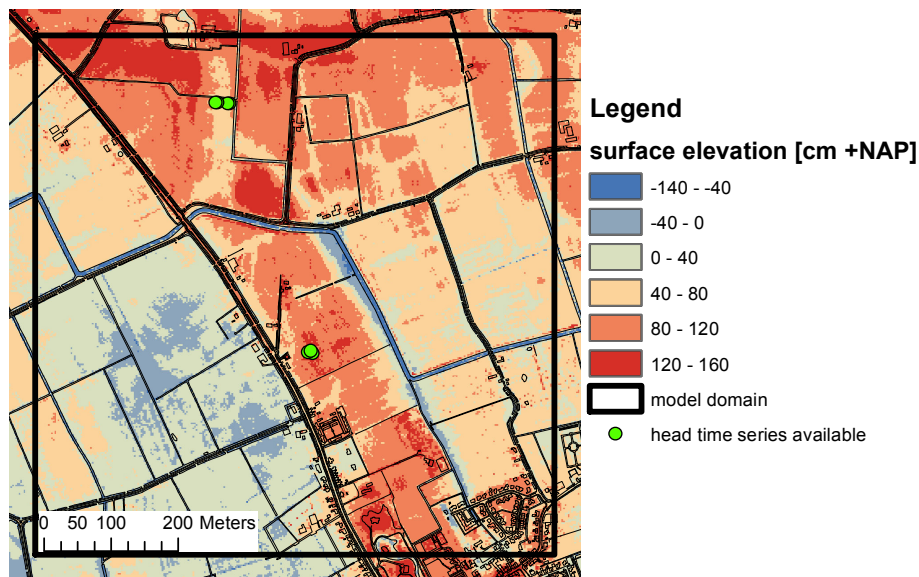 Legend
surface elevation [cm +NAP]
-140 - -40
-40 - 0
0 - 40
40 - 80
80 - 120
120 - 160
model domain
head time series available
0 50 100 200 Meters